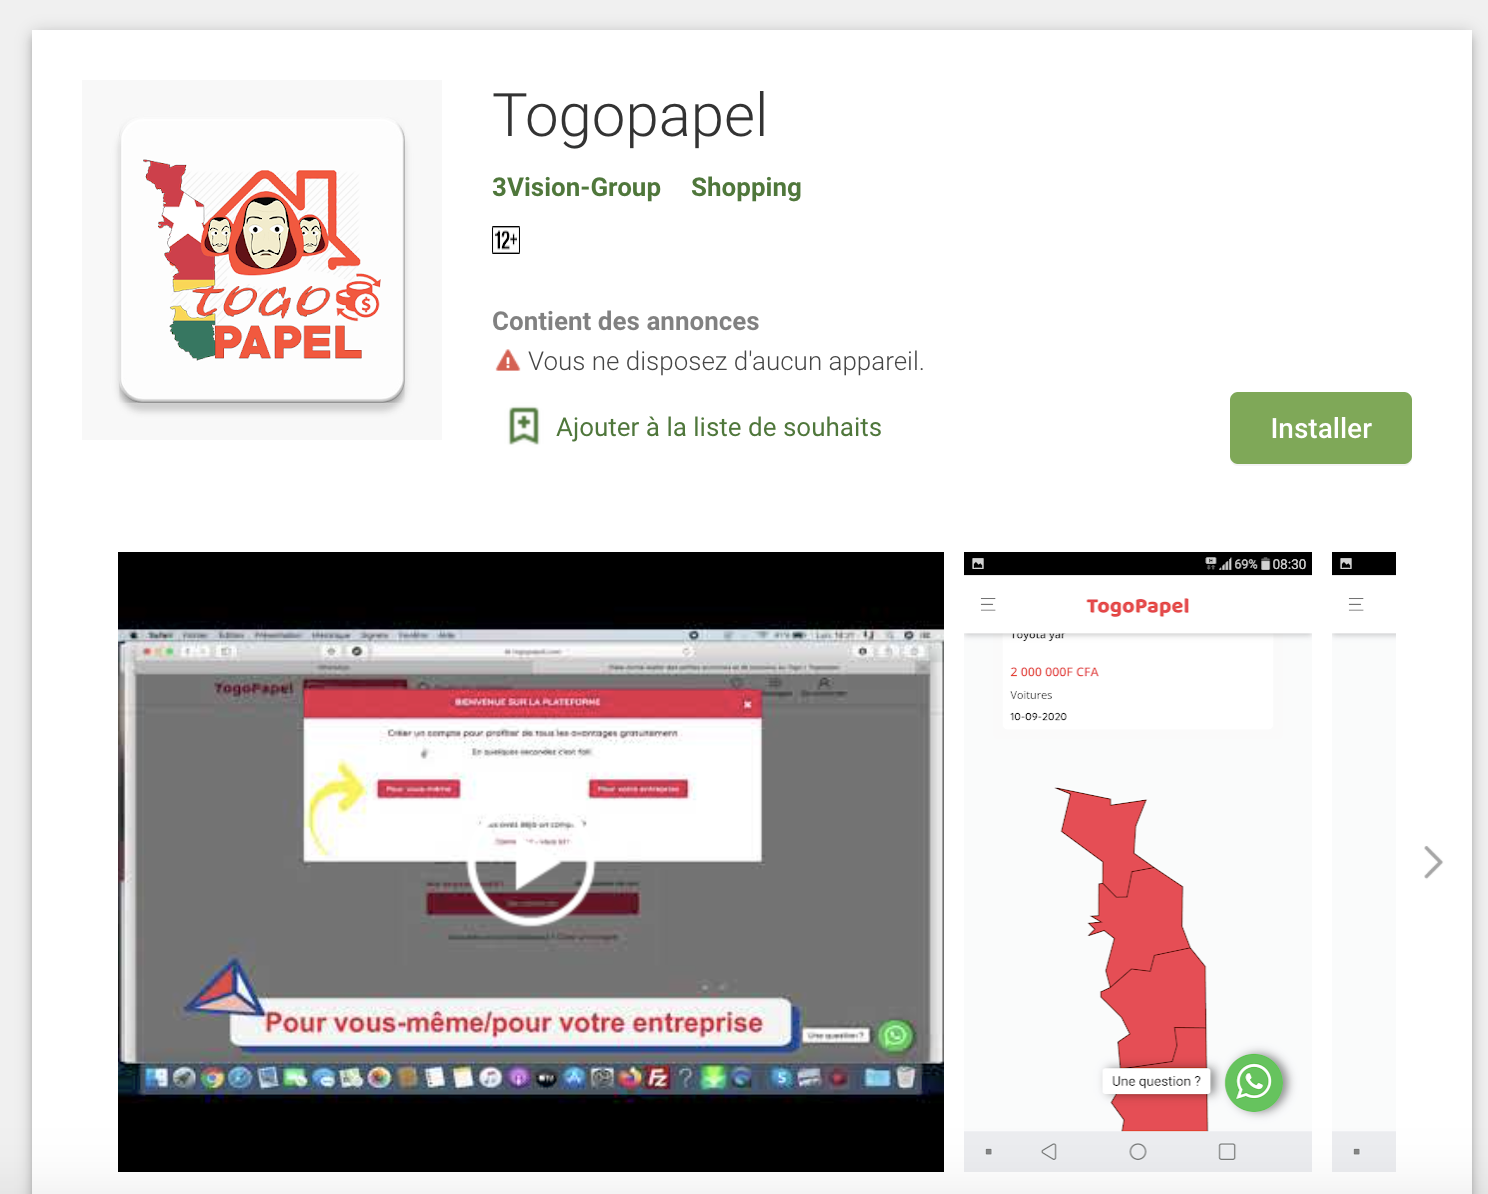 Togopapel
3Vision-Group Shopping
12+
Contient des annonces
Vous ne disposez d'aucun appareil.
Ajouter à la liste de souhaits
Installer
TOGO
$
PAPEL
TogoPapel
BIENVENUE SUR LA PLATEFORME
Créer un compte pour profiter de tous les avantages gratuitement
En quelques secondes c'est fait
Pour vous-même
Pour votre entreprise
Pour vous-même/pour votre entreprise
Une question ?
69% 08:30
TogoPapel
Toyota yar
2 000 000F CFA
Voitures
10-09-2020
Une question ?